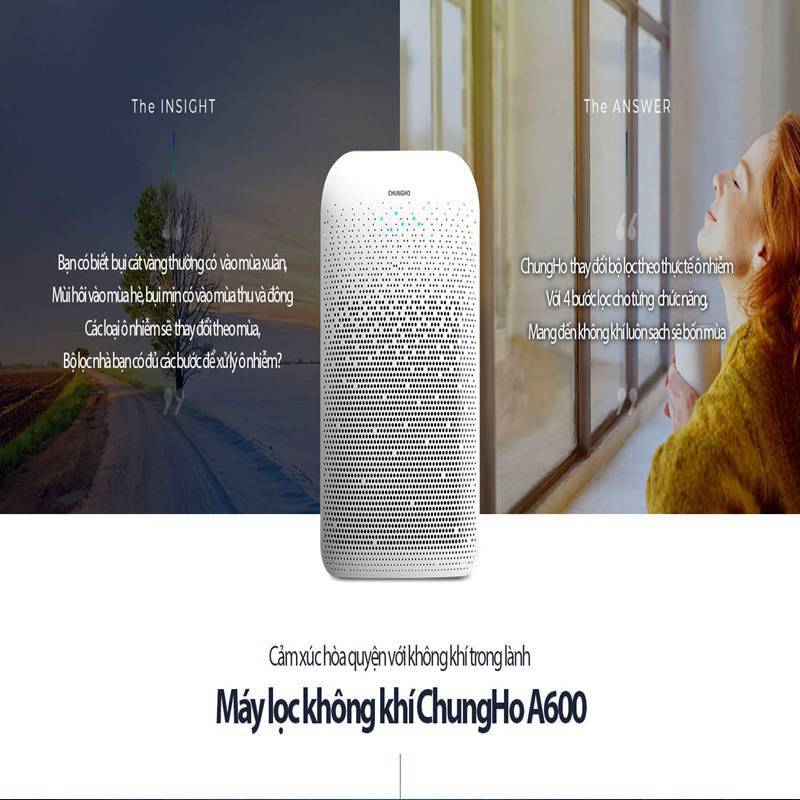 The INSIGHT
“
Bạn có biết bụi cát vàng thường có vào mùa xuân,
Mùi hôi vào mùa hè, bụi mịn có vào mùa thu và đông
Các loại ô nhiễm sẽ thay đổi theo mùa,
Bộ lọc nhà bạn có đủ các bước để xử lý ô nhiễm?
”
The ANSWER
“
ChungHo thay đổi bộ lọc theo thực tế ô nhiễm
Với 4 bước lọc cho từng chức năng,
Mang đến không khí luôn sạch sẽ bốn mùa
”
CHUNGHO
Cảm xúc hòa quyện với không khí trong lành
Máy lọc không khí ChungHo A600